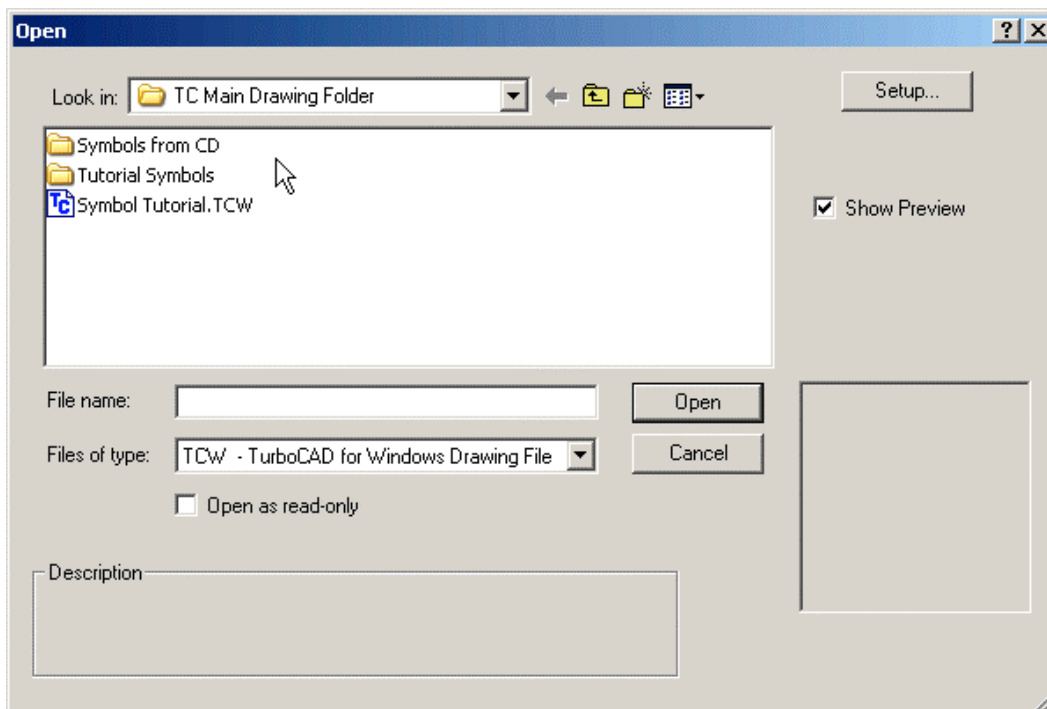 Open
Look in: TC Main Drawing Folder
Setup...
Symbols from CD
Tutorial Symbols
TC Symbol Tutorial.TCW
Show Preview
File name:
Open
Files of type: TCW - TurboCAD for Windows Drawing File
Cancel
Open as read-only
Description